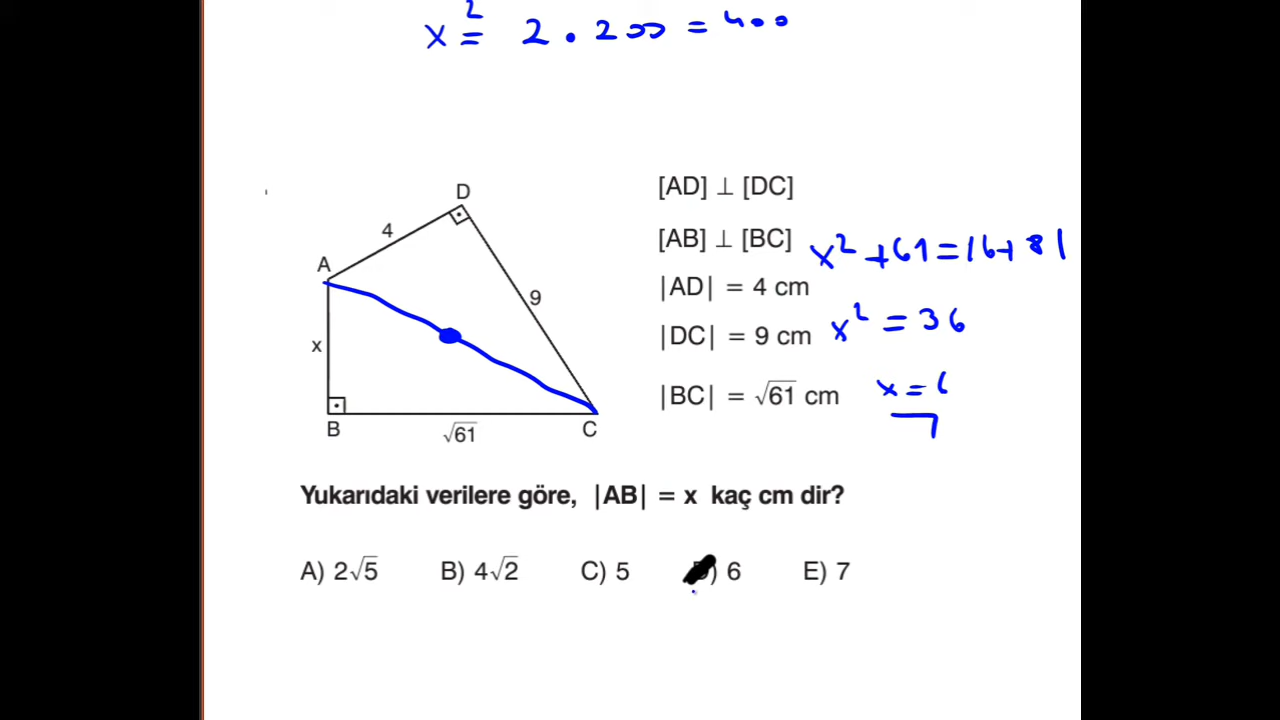 x² = 2 . 200 = 400
D
4
[AD] ⊥ [DC]
[AB] ⊥ [BC] x² + 61 = 16 + 81
A
|AD| = 4 cm
9
|DC| = 9 cm x² = 36
x
|BC| = √61 cm x = 6
B
√61
C
Yukarıdaki verilere göre, |AB| = x kaç cm dir?
A) 2√5 B) 4√2 C) 5 ) 6 E) 7